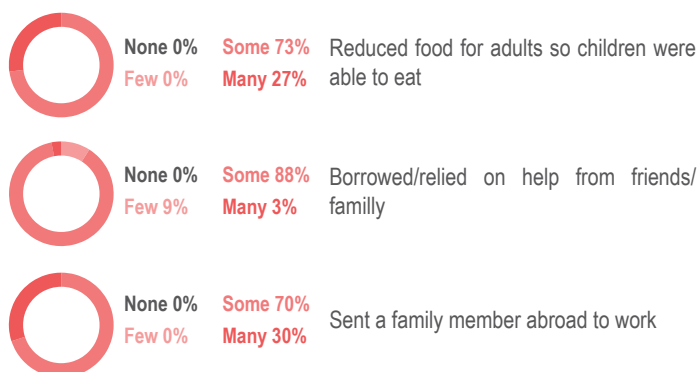 None 0% Some 73%
Few 0% Many 27%
Reduced food for adults so children were
able to eat
None 0% Some 88%
Few 9% Many 3%
Borrowed/relied on help from friends/
familly
None 0% Some 70%
Few 0% Many 30%
Sent a family member abroad to work